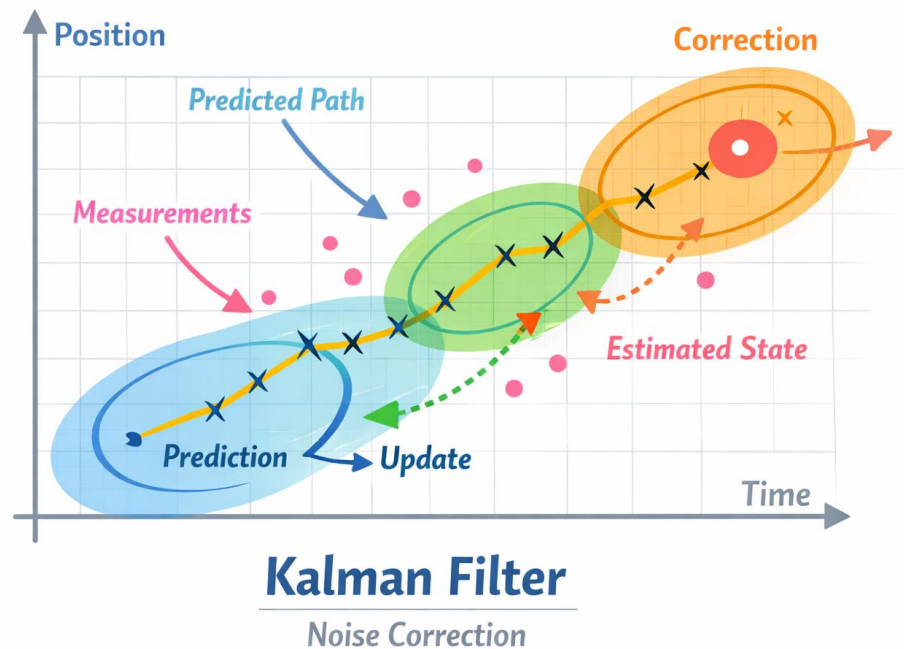 Position
Correction
Predicted Path
Measurements
Estimated State
Prediction
Update
Time
Kalman Filter
Noise Correction